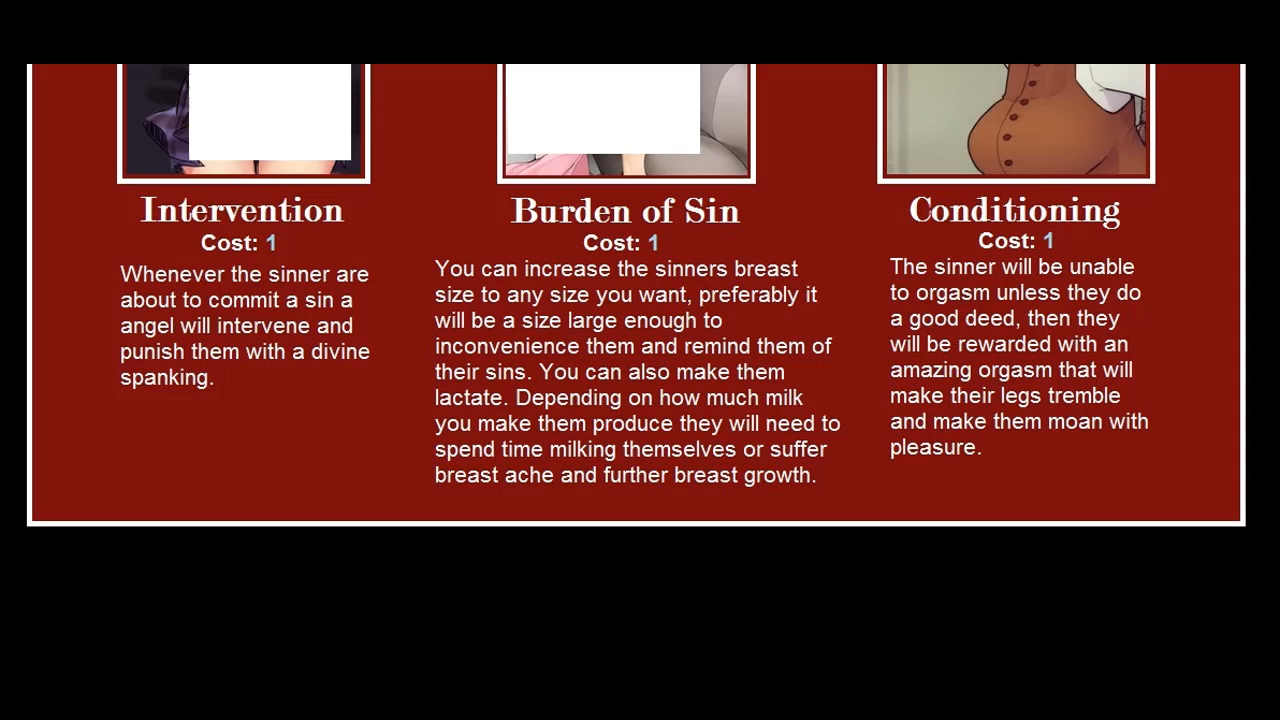 Intervention
Cost: 1
Whenever the sinner are
about to commit a sin a
angel will intervene and
punish them with a divine
spanking.
Burden of Sin
Cost: 1
You can increase the sinners breast
size to any size you want, preferably it
will be a size large enough to
inconvenience them and remind them of
their sins. You can also make them
lactate. Depending on how much milk
you make them produce they will need to
spend time milking themselves or suffer
breast ache and further breast growth.
Conditioning
Cost: 1
The sinner will be unable
to orgasm unless they do
a good deed, then they
will be rewarded with an
amazing orgasm that will
make their legs tremble
and make them moan with
pleasure.